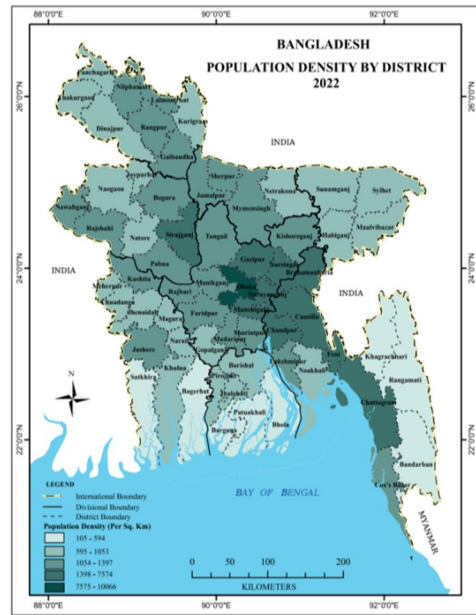 88°0'0"E
90°0'0"E
92°0'0"E
BANGLADESH
POPULATION DENSITY BY DISTRICT
2022
26°0'0"N
26°0'0"N
Panchagarh
Nilphamari
Thakurgaon
Lalmonirhat
Dinajpur
Rangpur
Kurigram
Gaibandha
INDIA
Joypurhat
Sherpur
Naogaon
Jamalpur
Netrakona
Sunamganj
Sylhet
Bogura
Mymensingh
Nawabganj
Rajshahi
Natore
Sirajganj
Tangail
Kishoreganj
Habiganj
Maulvibazar
24°0'0"N
24°0'0"N
INDIA
Pabna
Gazipur
Narsingdi
Brahmanbaria
Kushtia
Manikganj
Dhaka
Narayanganj
INDIA
Meherpur
Rajbari
Chuadanga
Jhenaidah
Faridpur
Munshiganj
Cumilla
Magura
Madaripur
Shariatpur
Chandpur
Khagrachhari
Jashore
Narail
Gopalganj
Feni
Lakshmipur
Noakhali
Rangamati
Satkhira
Khulna
Barishal
Pirojpur
Bagerhat
Jhalokati
Chattogram
Patuakhali
Bhola
Barguna
22°0'0"N
22°0'0"N
N
Bandarban
BAY OF BENGAL
Cox's Bazar
MYANMAR
LEGEND
International Boundary
Divisional Boundary
District Boundary
Population Density (Per Sq. Km)
105 - 594
595 - 1053
1054 - 1397
1398 - 7574
7575 - 10066
0 50 100 200
KILOMETERS
88°0'0"E
90°0'0"E
92°0'0"E